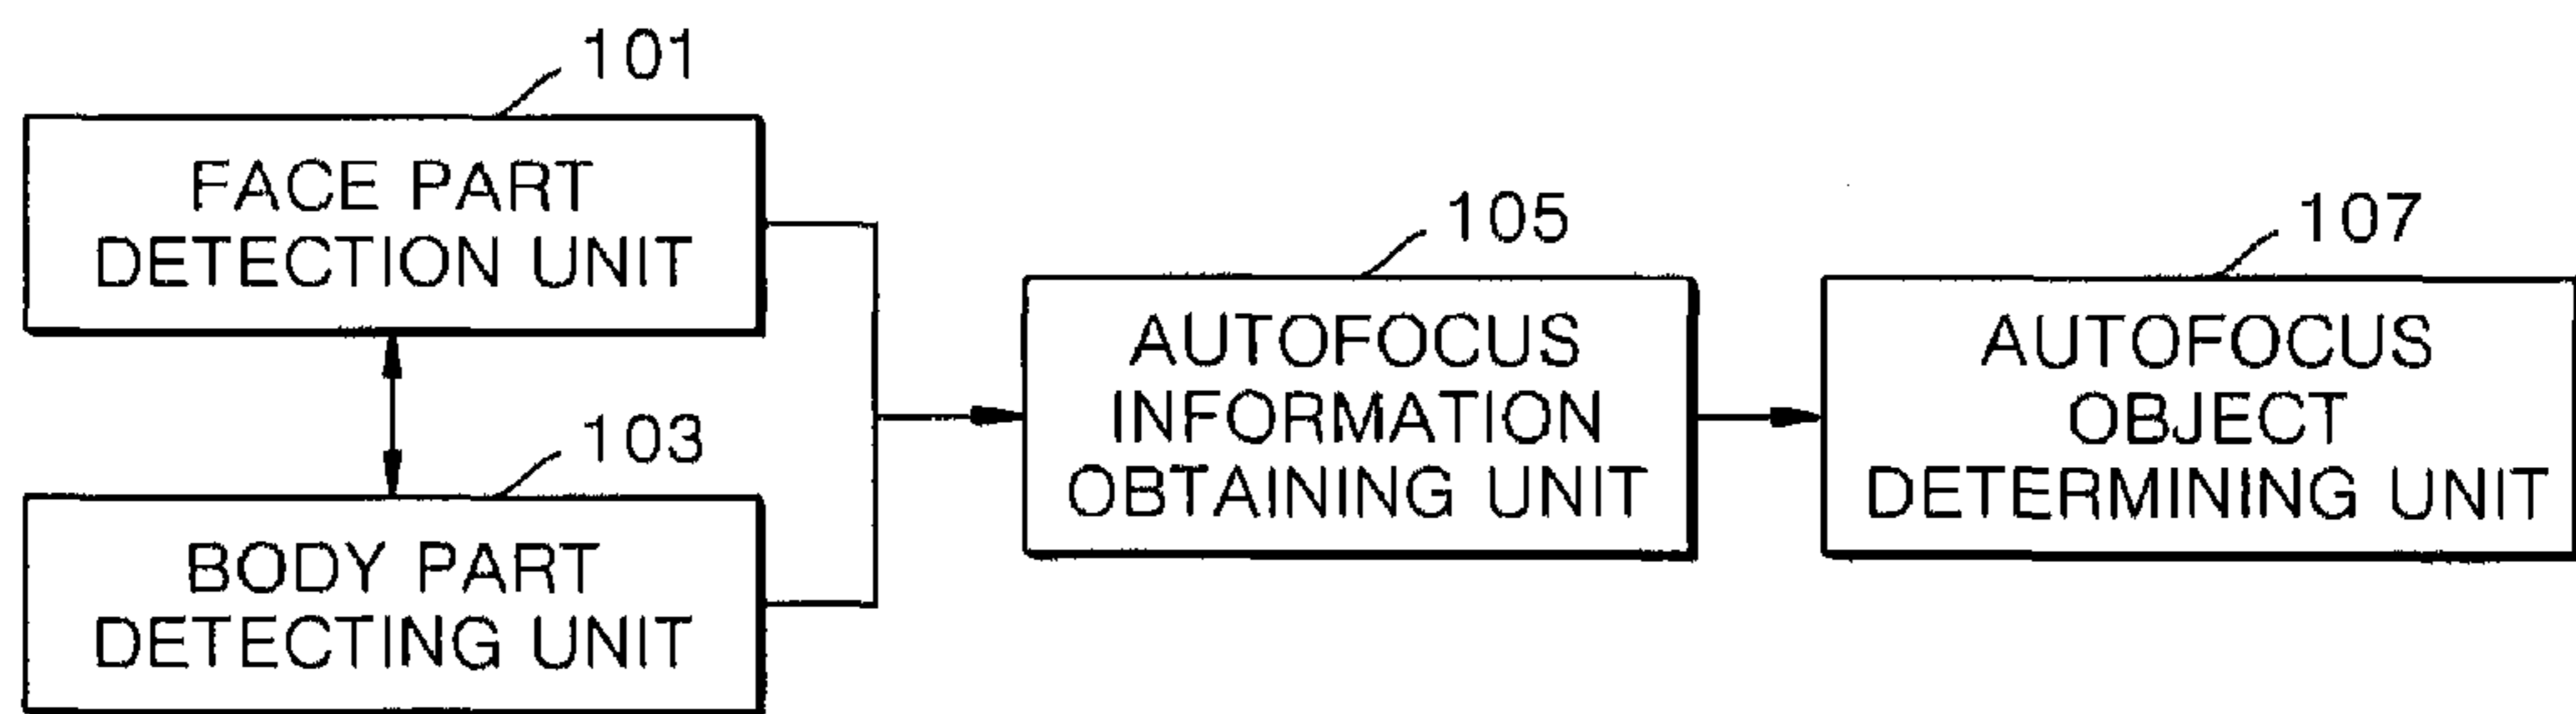 101
FACE PART
DETECTION UNIT
103
BODY PART
DETECTING UNIT
105
AUTOFOCUS
INFORMATION
OBTAINING UNIT
107
AUTOFOCUS
OBJECT
DETERMINING UNIT